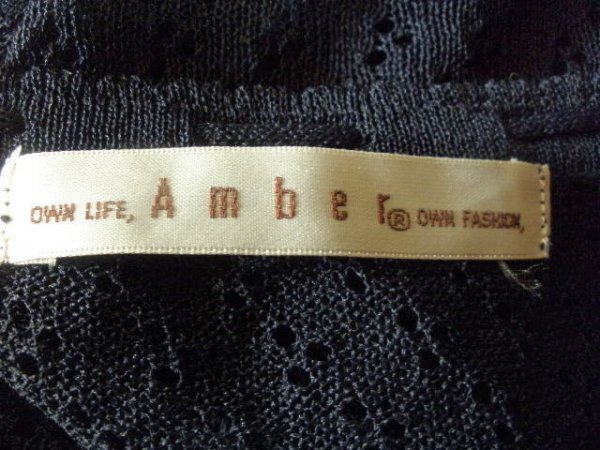 OWN LIFE, Amber® OWN FASHION,